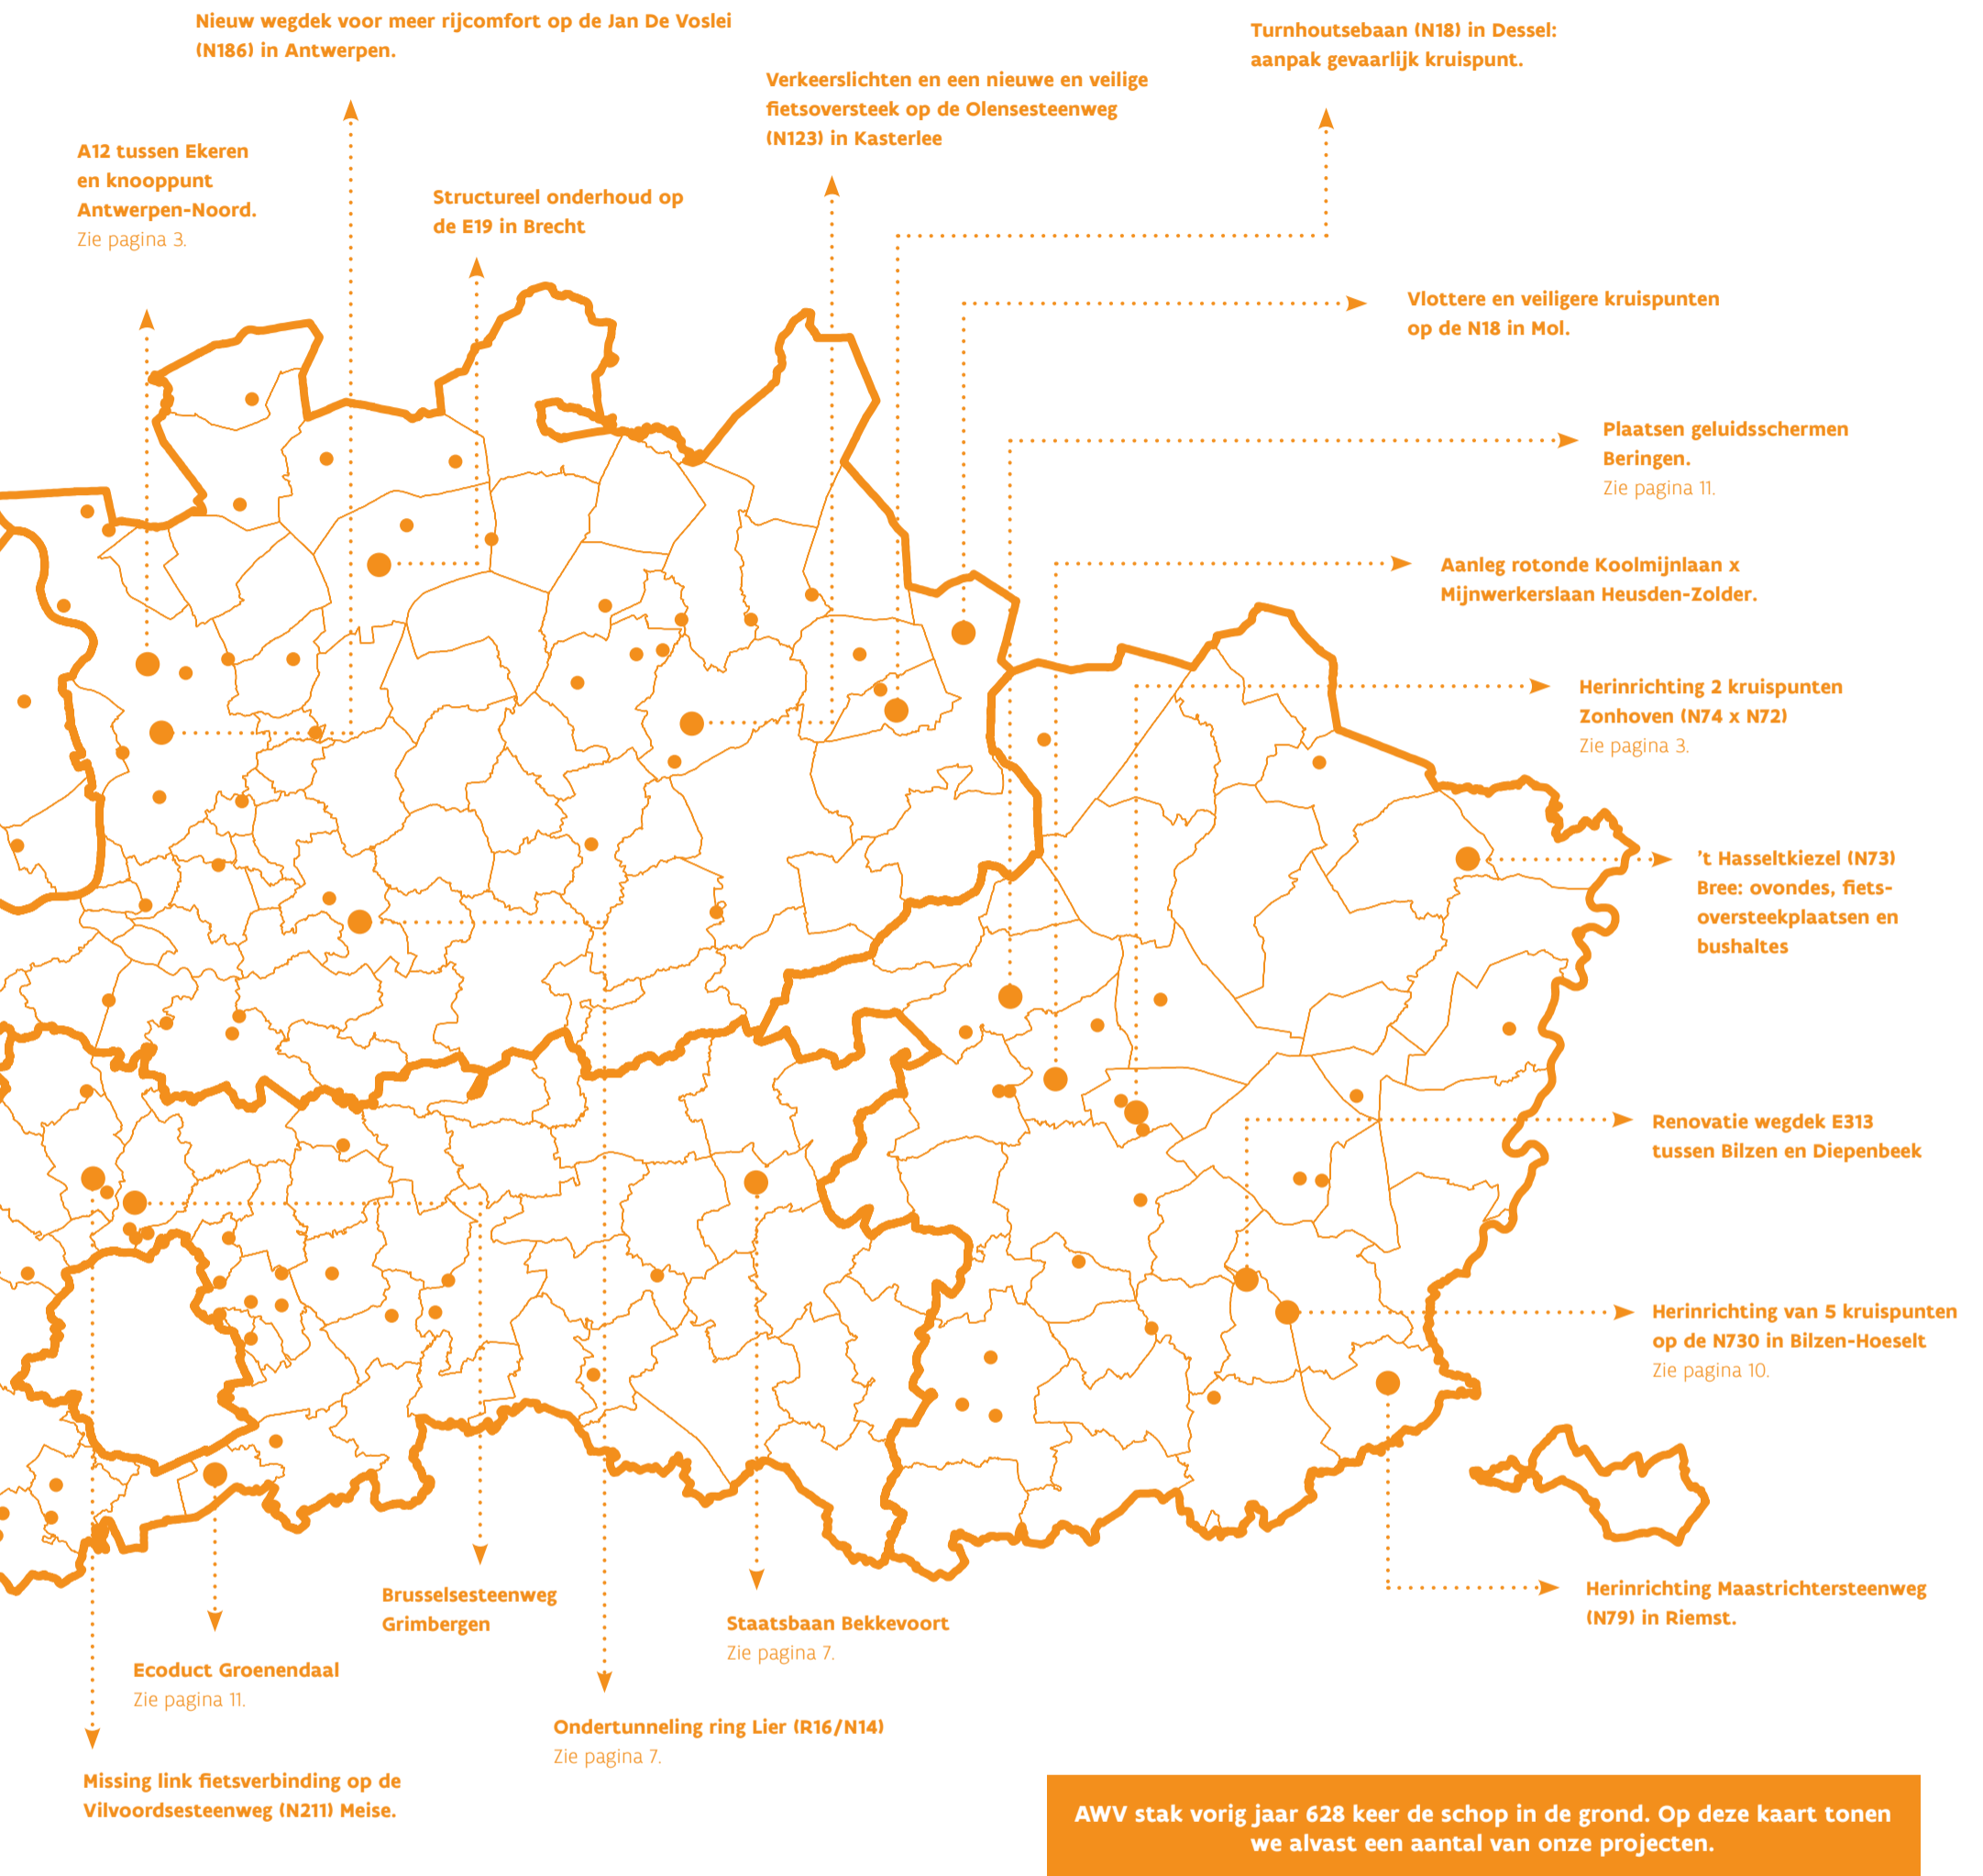 Nieuw wegdek voor meer rijcomfort op de Jan De Voslei
(N186) in Antwerpen.
Turnhoutsebaan (N18) in Dessel:
aanpak gevaarlijk kruispunt.
Verkeerslichten en een nieuwe en veilige
fietsoversteek op de Olensesteenweg
(N123) in Kasterlee
A12 tussen Ekeren
en knooppunt
Antwerpen-Noord.
Zie pagina 3.
Structureel onderhoud op
de E19 in Brecht
Vlottere en veiligere kruispunten
op de N18 in Mol.
Plaatsen geluidsschermen
Beringen.
Zie pagina 11.
Aanleg rotonde Koolmijnlaan x
Mijnwerkerslaan Heusden-Zolder.
Herinrichting 2 kruispunten
Zonhoven (N74 x N72)
Zie pagina 3.
’t Hasseltkiezel (N73)
Bree: ovondes, fiets-
oversteekplaatsen en
bushaltes
Renovatie wegdek E313
tussen Bilzen en Diepenbeek
Herinrichting van 5 kruispunten
op de N730 in Bilzen-Hoeselt
Zie pagina 10.
Herinrichting Maastrichtersteenweg
(N79) in Riemst.
Brusselsesteenweg
Grimbergen
Staatsbaan Bekkevoort
Zie pagina 7.
Ecoduct Groenendaal
Zie pagina 11.
Ondertunneling ring Lier (R16/N14)
Zie pagina 7.
Missing link fietsverbinding op de
Vilvoordsesteenweg (N211) Meise.
AWV stak vorig jaar 628 keer de schop in de grond. Op deze kaart tonen
we alvast een aantal van onze projecten.